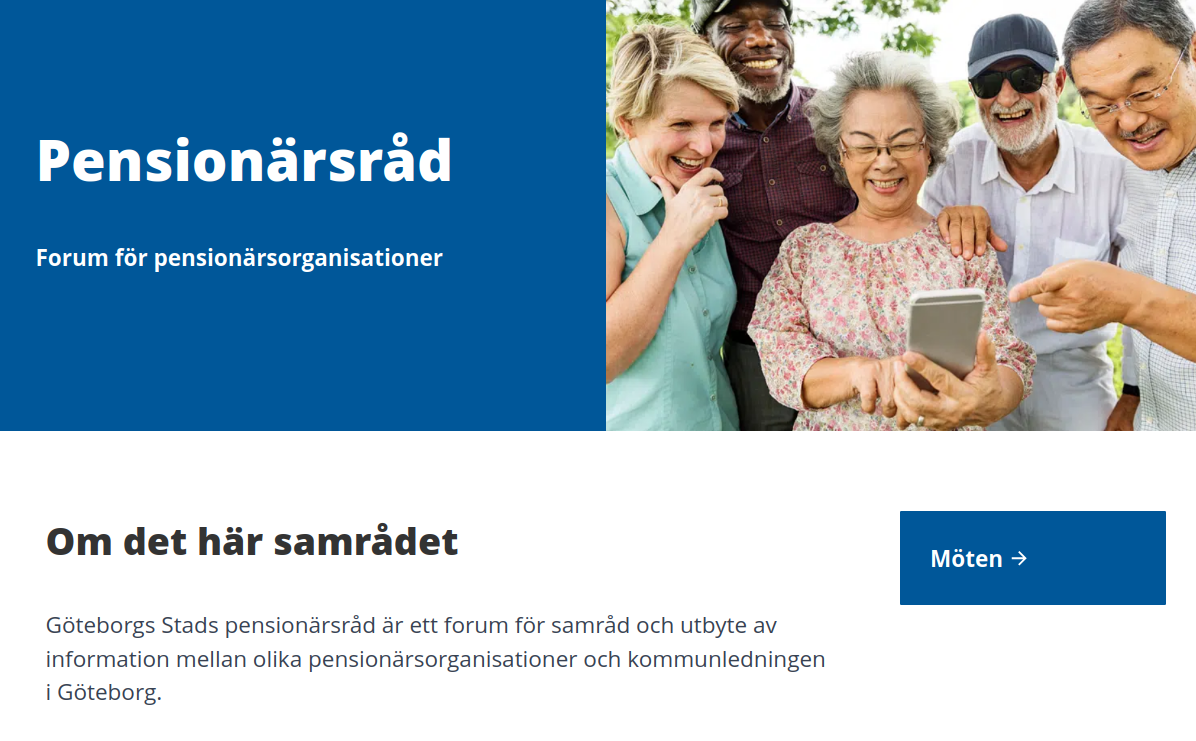 Pensionärsråd
Forum för pensionärsorganisationer
Om det här samrådet
Möten →
Göteborgs Stads pensionärsråd är ett forum för samråd och utbyte av
information mellan olika pensionärsorganisationer och kommunledningen
i Göteborg.